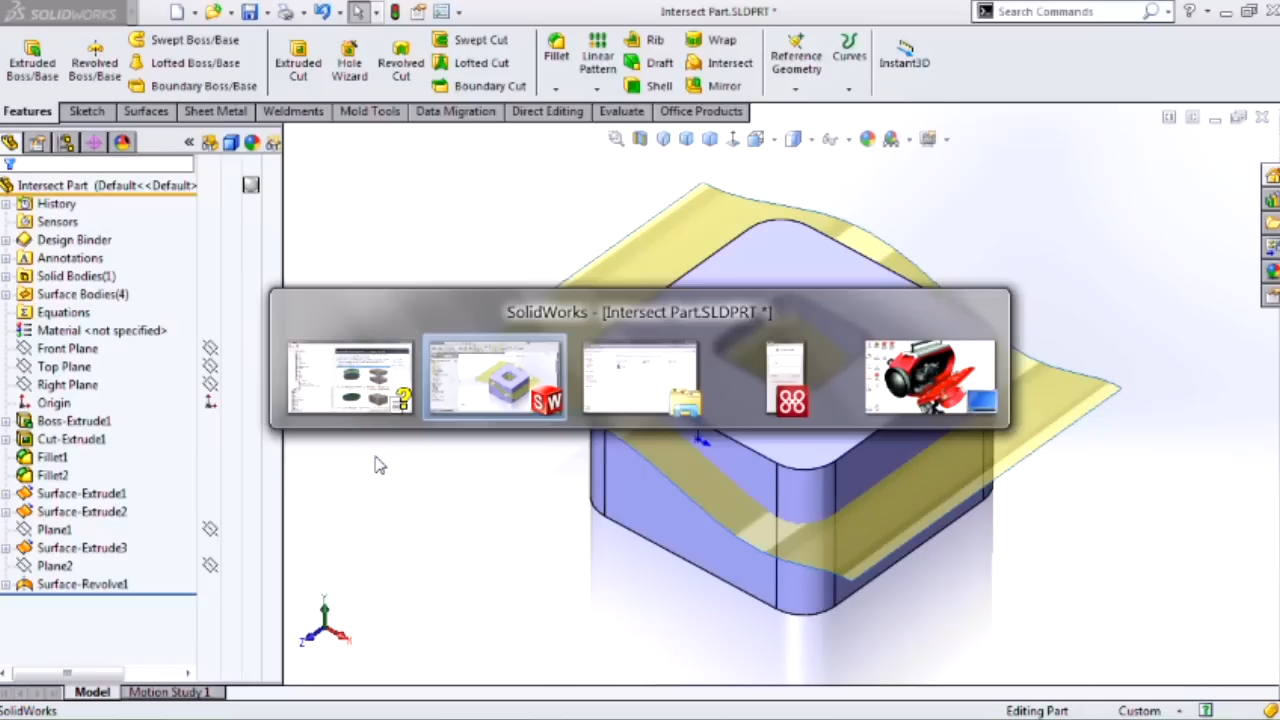 SOLIDWORKS
Intersect Part.SLDPRT *
Search Commands
Extruded Boss/Base
Revolved Boss/Base
Swept Boss/Base
Lofted Boss/Base
Boundary Boss/Base
Extruded Cut
Hole Wizard
Revolved Cut
Swept Cut
Lofted Cut
Boundary Cut
Fillet
Linear Pattern
Rib
Draft
Shell
Wrap
Intersect
Mirror
Reference Geometry
Curves
Instant3D
Features
Sketch
Surfaces
Sheet Metal
Weldments
Mold Tools
Data Migration
Direct Editing
Evaluate
Office Products
Intersect Part (Default<<Default>
History
Sensors
Design Binder
Annotations
Solid Bodies(1)
Surface Bodies(4)
Equations
Material <not specified>
Front Plane
Top Plane
Right Plane
Origin
Boss-Extrude1
Cut-Extrude1
Fillet1
Fillet2
Surface-Extrude1
Surface-Extrude2
Plane1
Surface-Extrude3
Plane2
Surface-Revolve1
SolidWorks - [Intersect Part.SLDPRT *]
SW
Y
Z
Model
Motion Study 1
SolidWorks
Editing Part
Custom